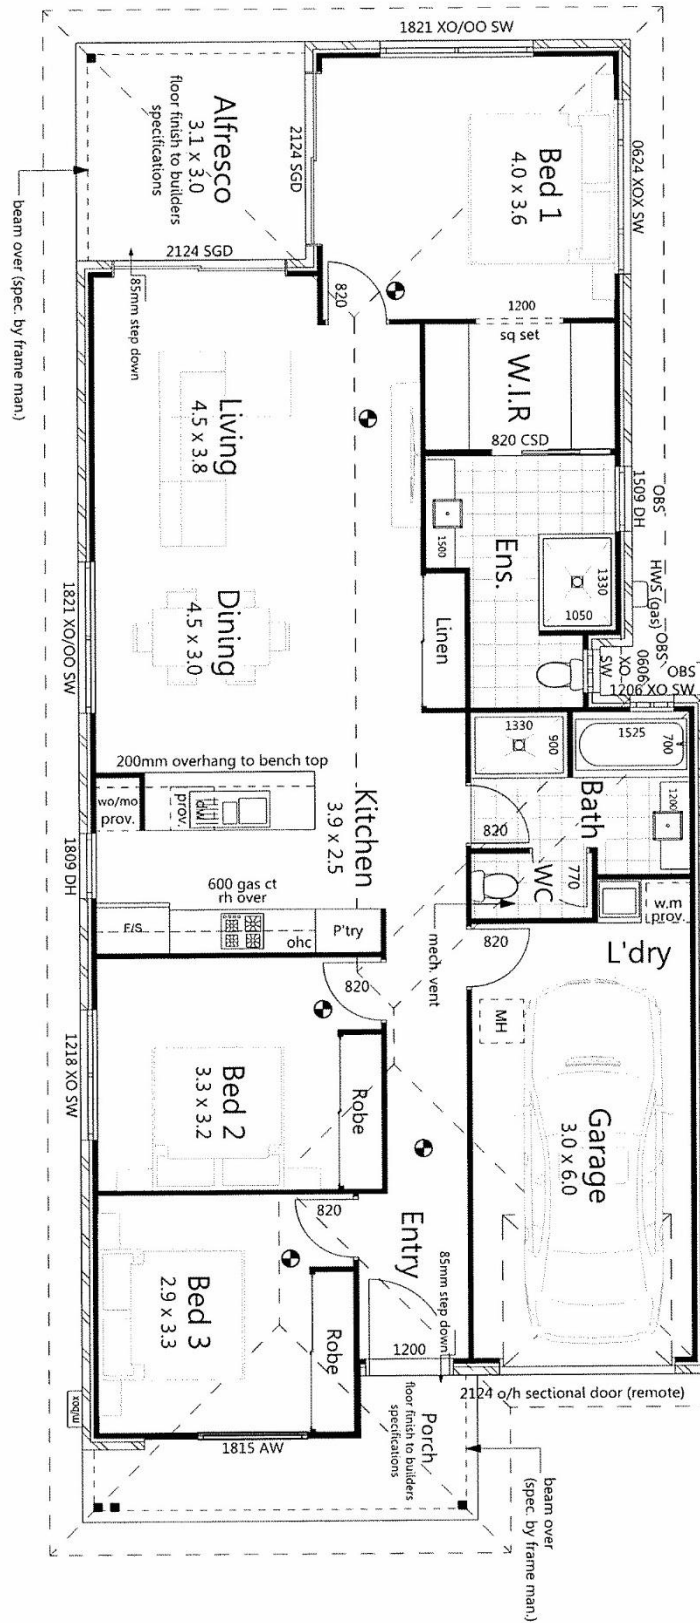 1821 XO/OO SW
Alfresco
3.1 x 3.0
floor finish to builders
specifications
2124 SGD
Bed 1
4.0 x 3.6
0624 XOX SW
beam over (spec. by frame man.)
2124 SGD
85mm step down
820
1200
sq set
W.I.R
820 CSD
Living
4.5 x 3.8
1509 DH
OBS
1500
Ens.
1330
1050
HWS (gas)
OBS
0606
XO
SW
OBS
1206 XO SW
Linen
Dining
4.5 x 3.0
1821 XO/OO SW
1330
900
1525
700
Bath
1200
820
200mm overhang to bench top
wo/mo
prov.
dw
prov.
Kitchen
3.9 x 2.5
1809 DH
WC
770
600 gas ct
rh over
F/S
ohc
P'try
mech. vent
w.m
prov.
820
L'dry
820
MH
1218 XO SW
Bed 2
3.3 x 3.2
Robe
Garage
3.0 x 6.0
820
Entry
Bed 3
2.9 x 3.3
Robe
85mm step down
1200
2124 o/h sectional door (remote)
mbox
1815 AW
Porch
floor finish to builders
specifications
beam over
(spec. by frame man.)